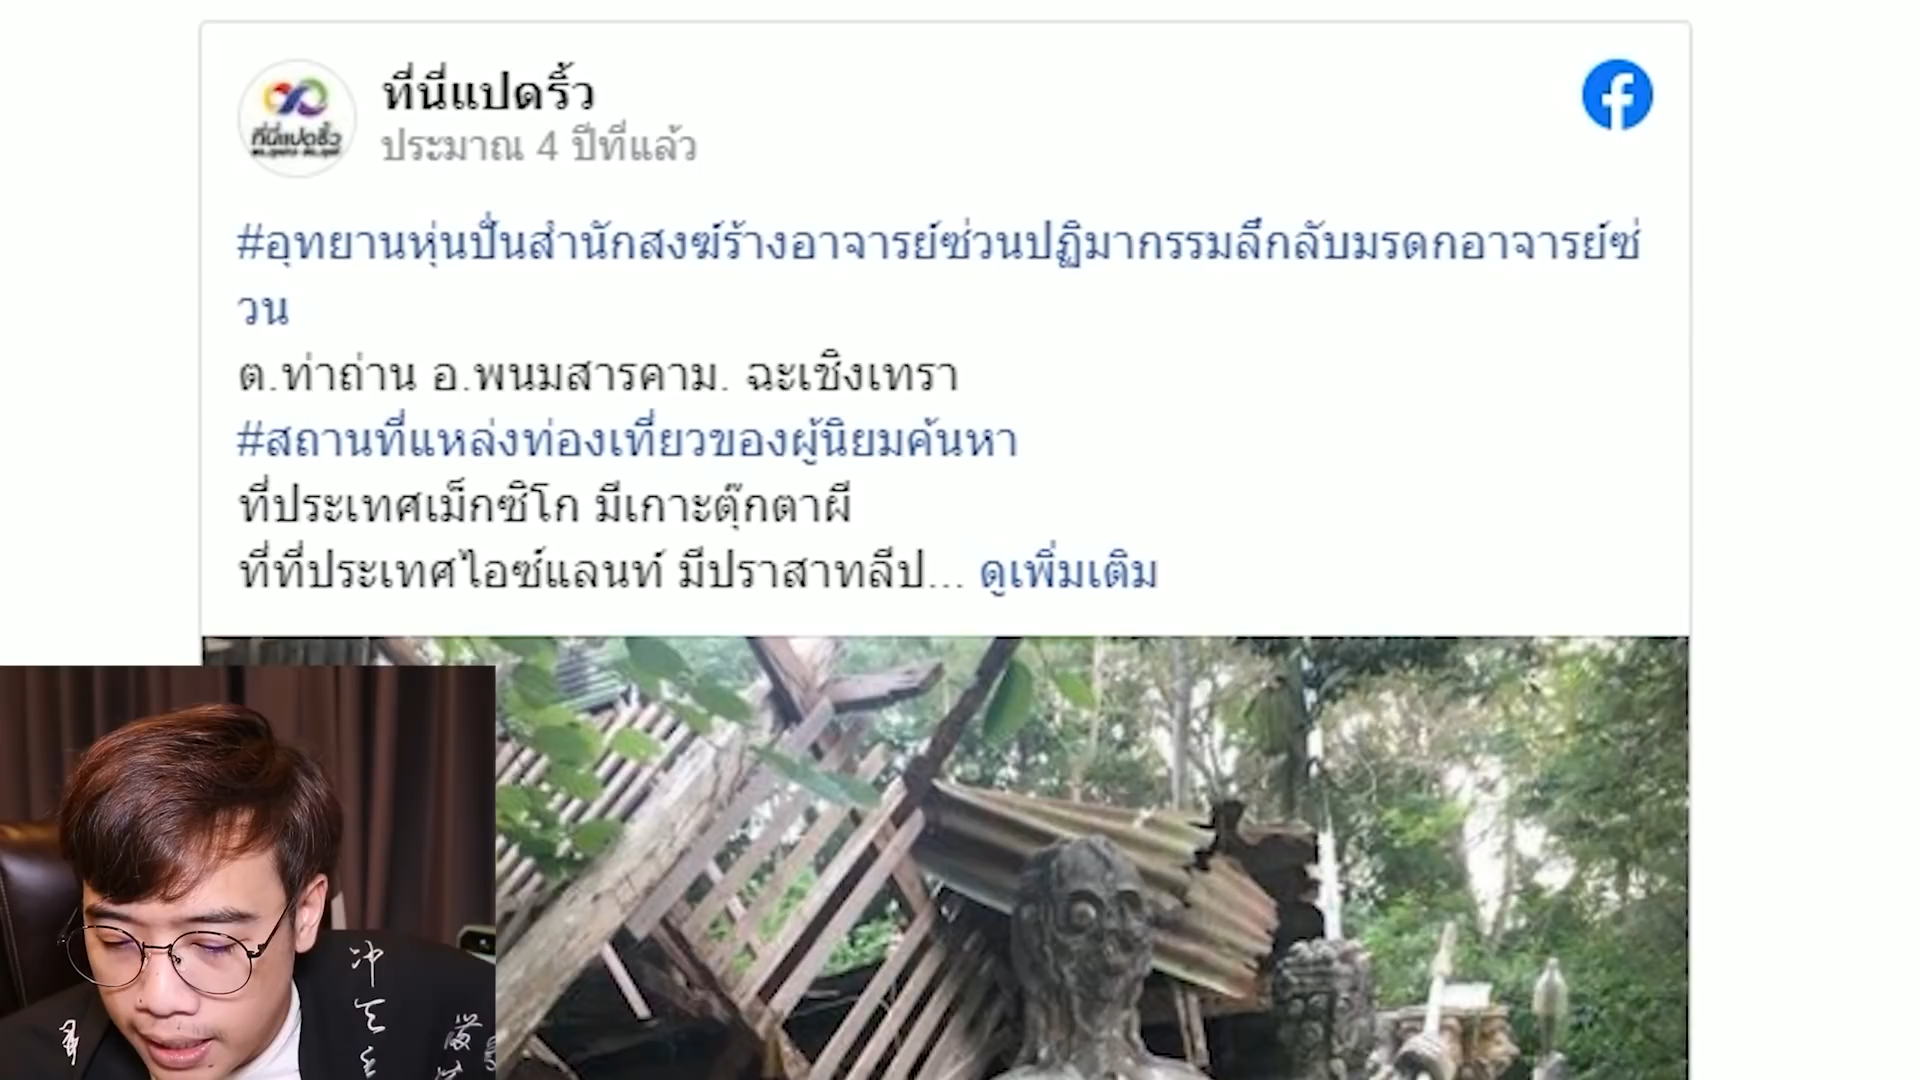 ที่นี่แปดริ้ว
ประมาณ 4 ปีที่แล้ว
#อุทยานหุ่นปั้นสำนักสงฆ์ร้างอาจารย์ช่วนปฏิมากรรมลึกลับมรดกอาจารย์ช่
วน
ต.ท่าถ่าน อ.พนมสารคาม. ฉะเชิงเทรา
#สถานที่แหล่งท่องเที่ยวของผู้นิยมค้นหา
ที่ประเทศเม็กซิโก มีเกาะตุ๊กตาผี
ที่ที่ประเทศไอซ์แลนท์ มีปราสาทลีป... ดูเพิ่มเติม
ที่นี่แปดริ้ว